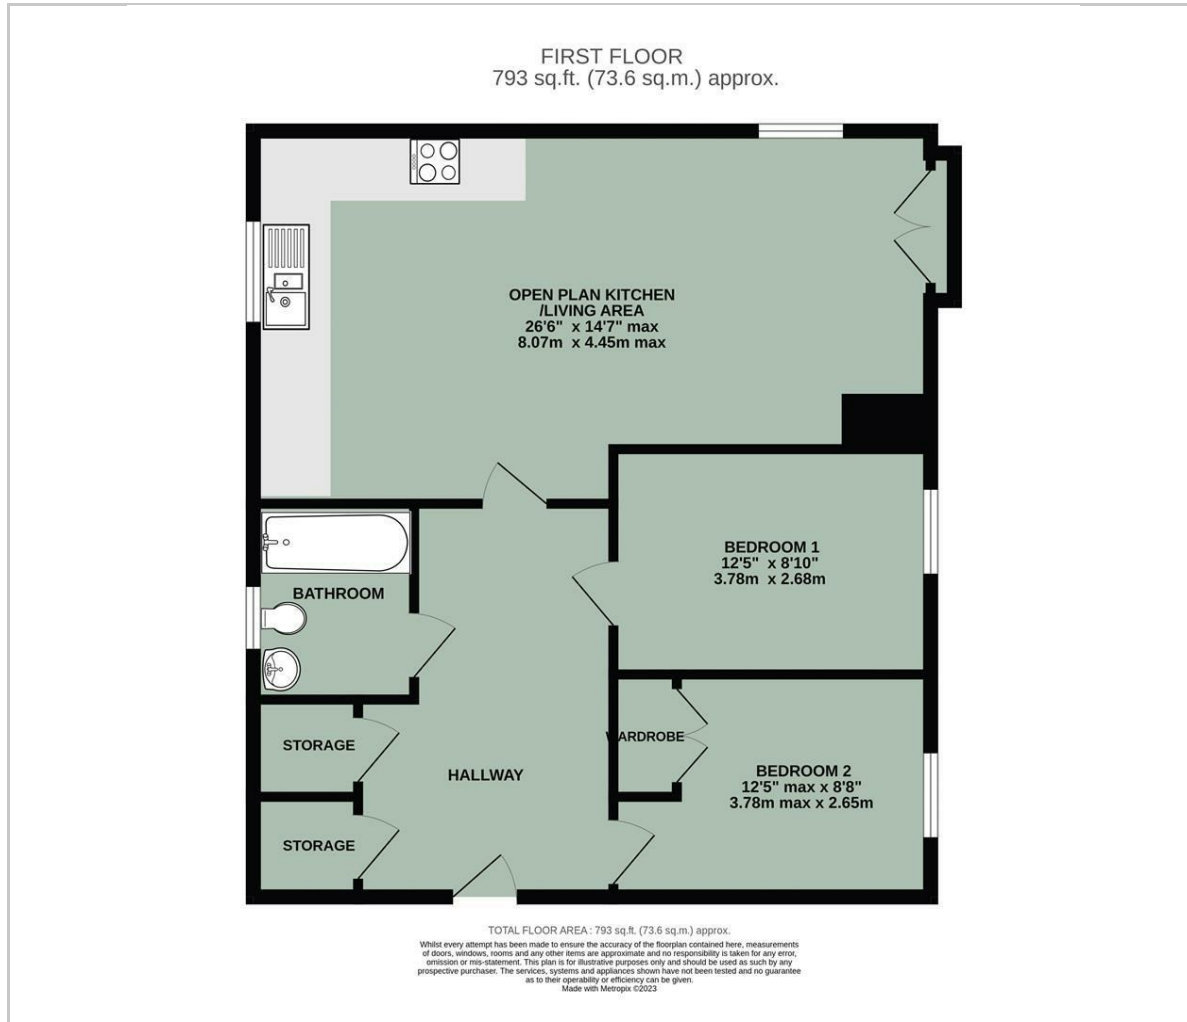 FIRST FLOOR
793 sq.ft. (73.6 sq.m.) approx.
OPEN PLAN KITCHEN
/LIVING AREA
26'6" x 14'7" max
8.07m x 4.45m max
BEDROOM 1
12'5" x 8'10"
3.78m x 2.68m
BATHROOM
STORAGE
HALLWAY
WARDROBE
BEDROOM 2
12'5" max x 8'8"
3.78m max x 2.65m
STORAGE
TOTAL FLOOR AREA : 793 sq.ft. (73.6 sq.m.) approx.
Whilst every attempt has been made to ensure the accuracy of the floorplan contained here, measurements
of doors, windows, rooms and any other items are approximate and no responsibility is taken for any error,
omission or mis-statement. This plan is for illustrative purposes only and should be used as such by any
prospective purchaser. The services, systems and appliances shown have not been tested and no guarantee
as to their operability or efficiency can be given.
Made with Metropix ©2023